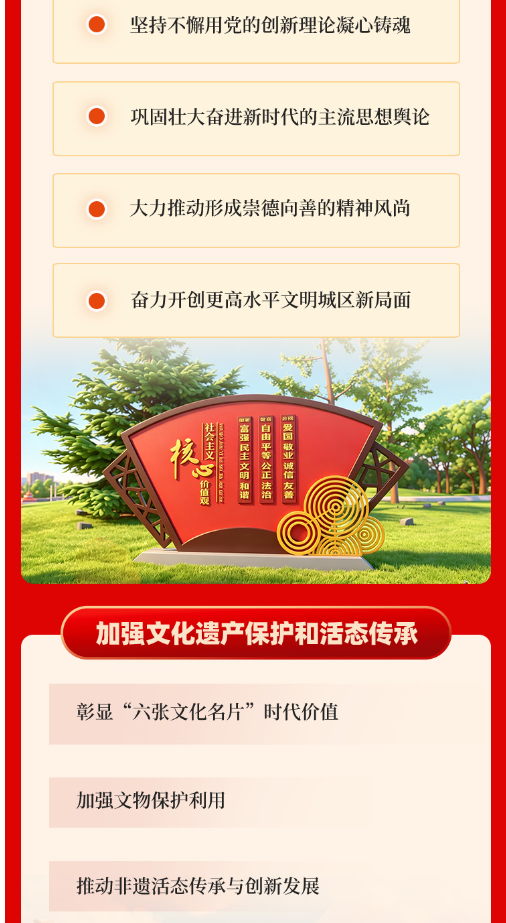 坚持不懈用党的创新理论凝心铸魂
巩固壮大奋进新时代的主流思想舆论
大力推动形成崇德向善的精神风尚
奋力开创更高水平文明城区新局面
社会主义
核心
价值观
富强 民主 文明 和谐
自由 平等 公正 法治
爱国 敬业 诚信 友善
加强文化遗产保护和活态传承
彰显“六张文化名片”时代价值
加强文物保护利用
推动非遗活态传承与创新发展